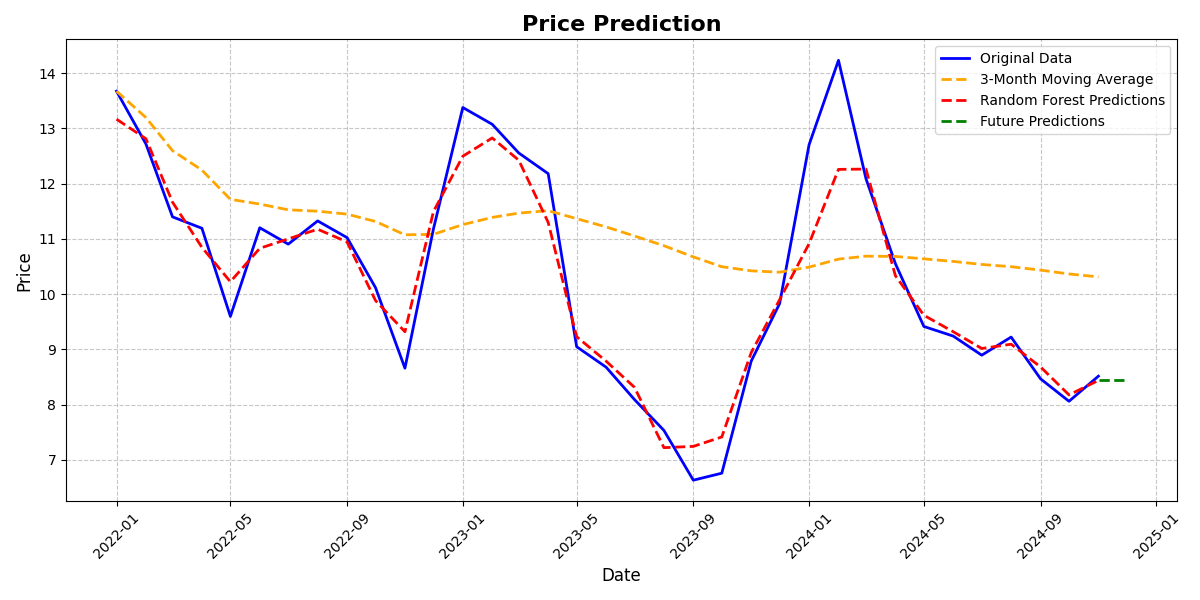 Price Prediction
Original Data
3-Month Moving Average
Random Forest Predictions
Future Predictions
Price
14
13
12
11
10
9
8
7
2022-01
2022-05
2022-09
2023-01
2023-05
2023-09
2024-01
2024-05
2024-09
2025-01
Date